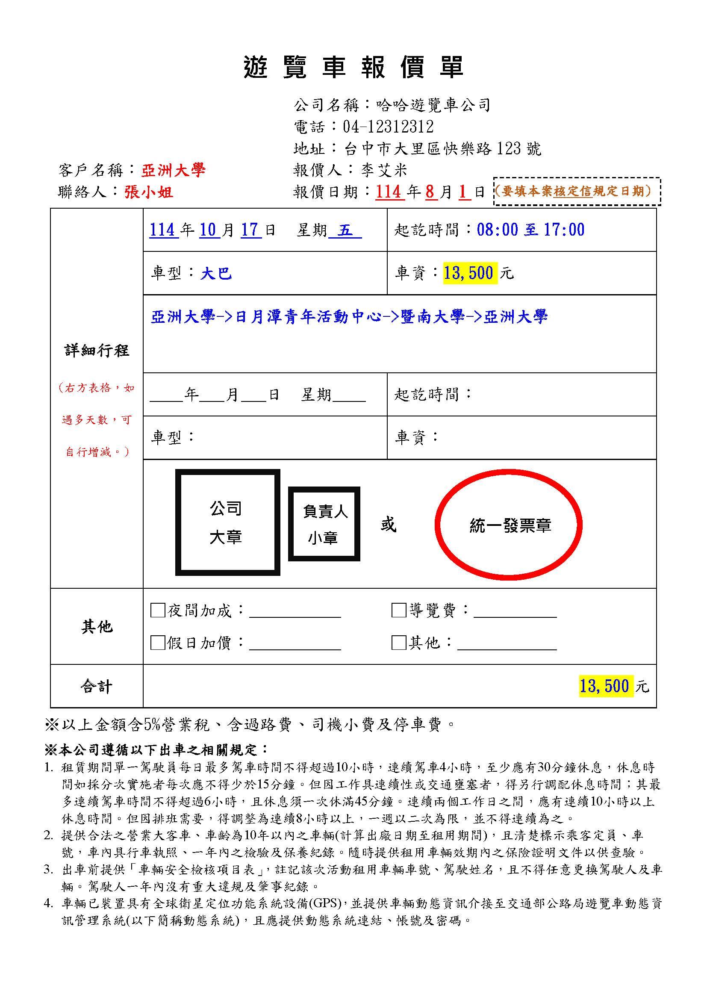 遊覽車報價單
公司名稱：哈哈遊覽車公司
電話：04-12312312
地址：台中市大里區快樂路 123 號
客戶名稱：亞洲大學
報價人：李艾米
聯絡人：張小姐
報價日期：114 年 8 月 1 日 (要填本案核定信規定日期)
114 年 10 月 17 日 星期 五
起訖時間：08:00 至 17:00
車型：大巴
車資：13,500 元
亞洲大學->日月潭青年活動中心->暨南大學->亞洲大學
詳細行程
(右方表格，如
遇多天數，可
自行增減。)
____年___月___日 星期____
起訖時間：
車型：
車資：
公司
大章
負責人
小章
或
統一發票章
其他
□夜間加成：___________
□導覽費：__________
□假日加價：___________
□其他：____________
合計
13,500 元
※以上金額含5%營業稅、含過路費、司機小費及停車費。
※本公司遵循以下出車之相關規定：
1. 租賃期間單一駕駛員每日最多駕車時間不得超過10小時，連續駕車4小時，至少應有30分鐘休息，休息時
間如採分次實施者每次應不得少於15分鐘。但因工作具連續性或交通壅塞者，得另行調配休息時間；其最
多連續駕車時間不得超過6小時，且休息須一次休滿45分鐘。連續兩個工作日之間，應有連續10小時以上
休息時間。但因排班需要，得調整為連續8小時以上，一週以二次為限，並不得連續為之。
2. 提供合法之營業大客車、車齡為10年以內之車輛(計算出廠日期至租用期間)，且清楚標示乘客定員、車
號，車內具行車執照、一年內之檢驗及保養紀錄。隨時提供租用車輛效期內之保險證明文件以供查驗。
3. 出車前提供「車輛安全檢核項目表」，註記該次活動租用車輛車號、駕駛姓名，且不得任意更換駕駛人及車
輛。駕駛人一年內沒有重大違規及肇事紀錄。
4. 車輛已裝置具有全球衛星定位功能系統設備(GPS)，並提供車輛動態資訊介接至交通部公路局遊覽車動態資
訊管理系統(以下簡稱動態系統)，且應提供動態系統連結、帳號及密碼。